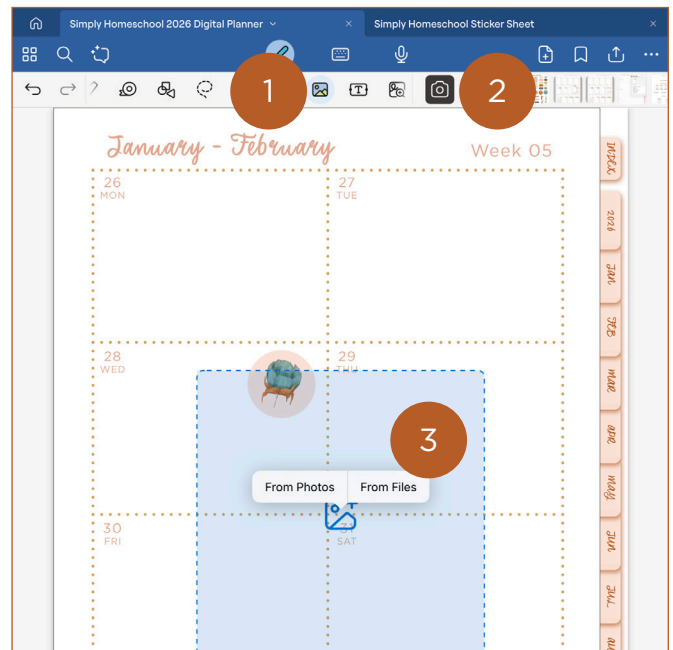 Simply Homeschool 2026 Digital Planner
Simply Homeschool Sticker Sheet
1
2
T
January - February
Week 05
INDEX
2026
JAN
FEB
mar
apr
may
JUN
JUL
26
MON
27
TUE
28
WED
29
THU
3
From Photos
From Files
30
FRI
31
SAT